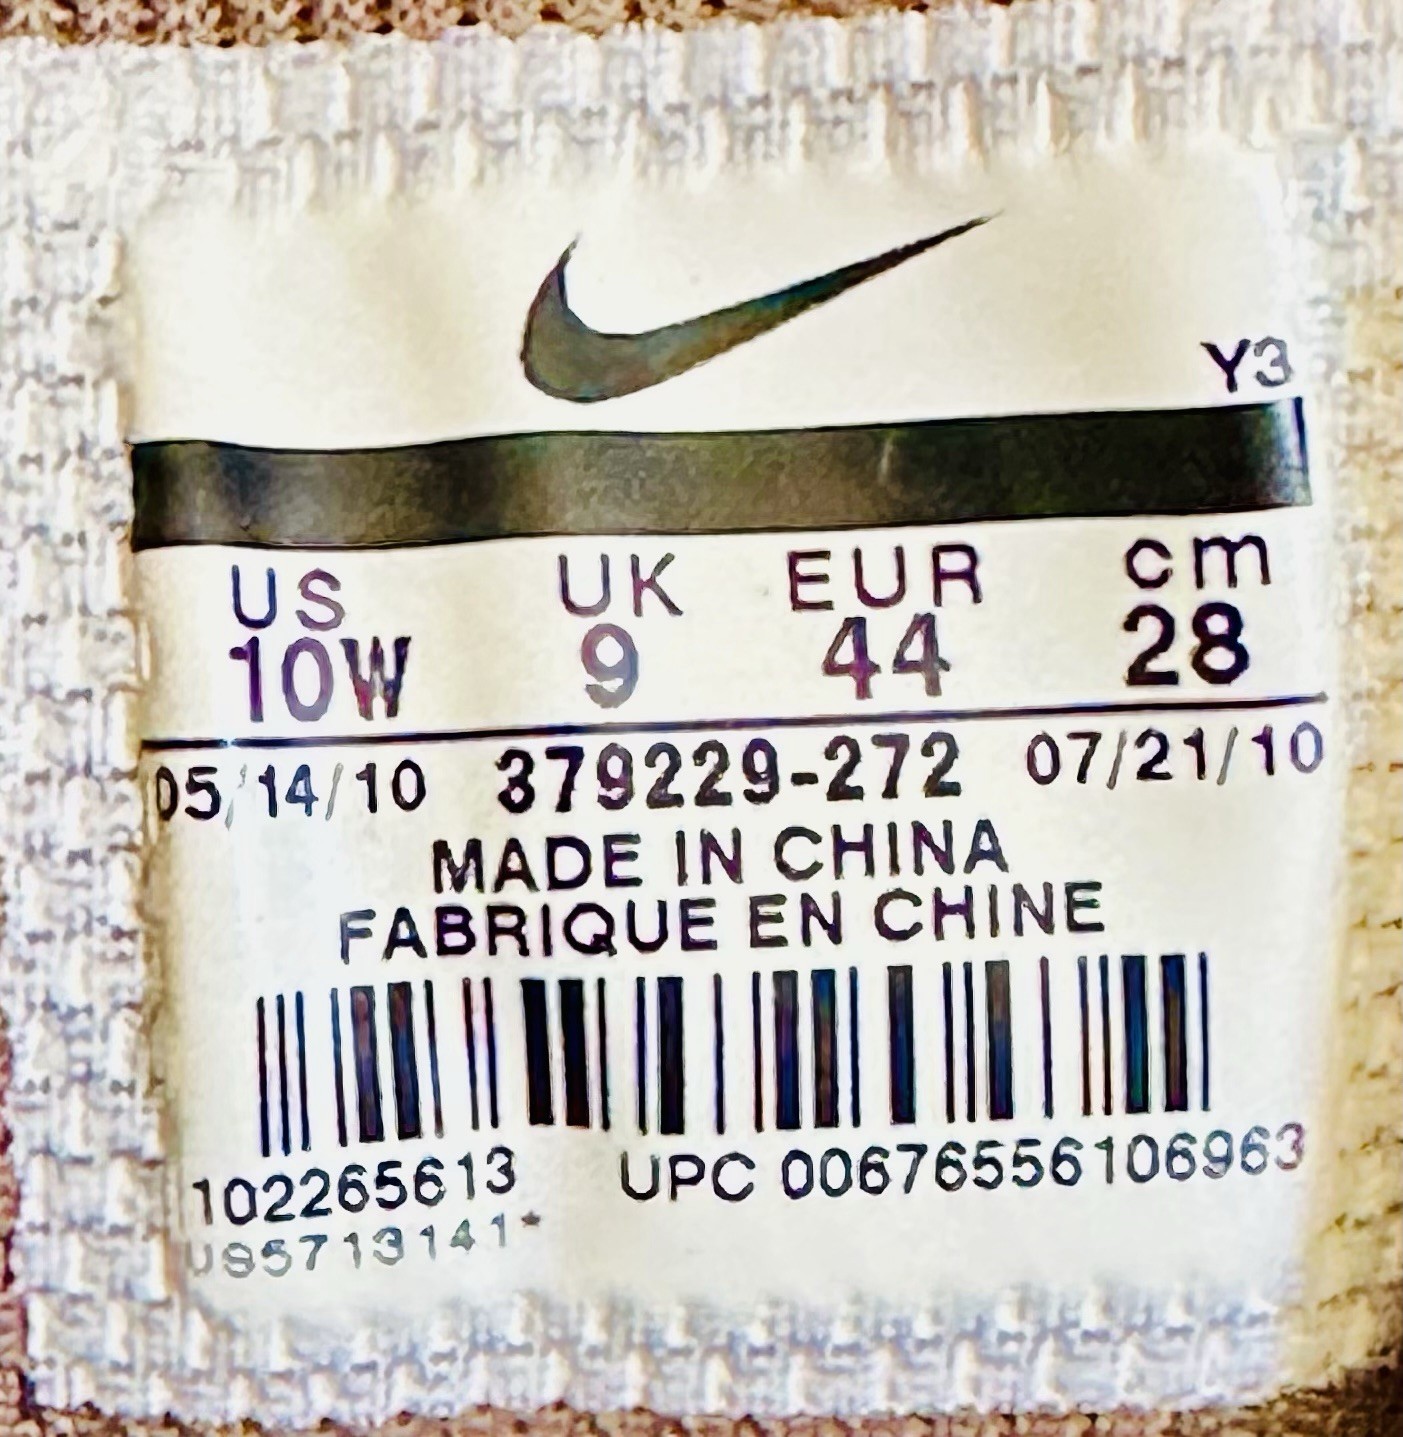 Y3
US UK EUR cm
10W 9 44 28
05/14/10 379229-272 07/21/10
MADE IN CHINA
FABRIQUE EN CHINE
102265613 UPC 00676556106963
US5713141*